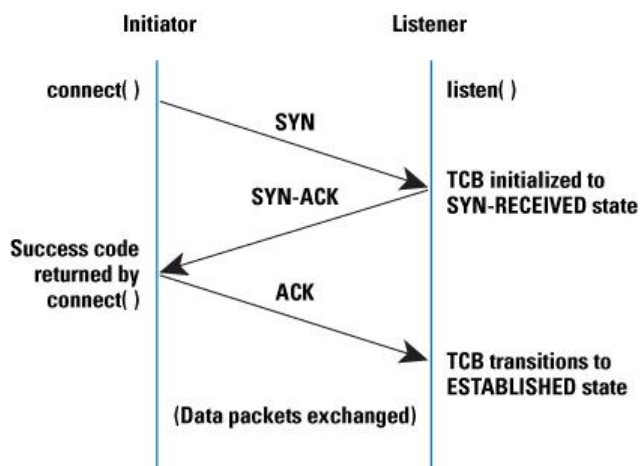 Initiator
Listener
connect( )
listen( )
SYN
TCB initialized to
SYN-RECEIVED state
SYN-ACK
Success code
returned by
connect( )
ACK
TCB transitions to
ESTABLISHED state
(Data packets exchanged)